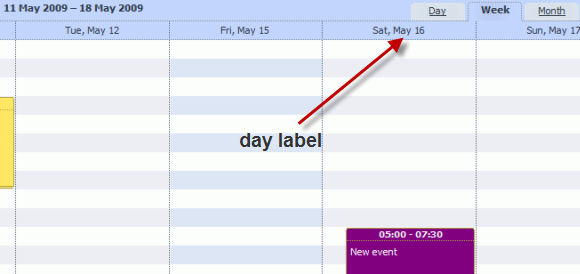 11 May 2009 – 18 May 2009
Day
Week
Month
Tue, May 12
Fri, May 15
Sat, May 16
Sun, May 17
day label
05:00 - 07:30
New event